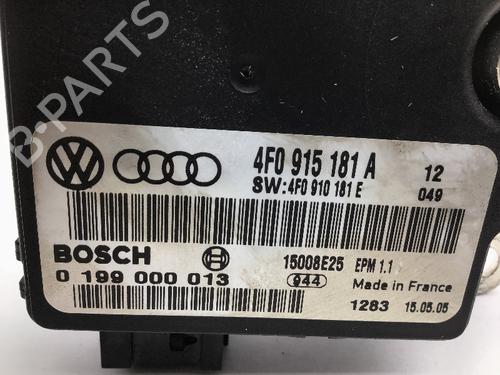 B-PARTS
4F0 915 181 A 12
SW:4F0 910 181 E 049
BOSCH 15008E25 EPM 1.1
0 199 000 013 944 Made in France
1283 15.05.05